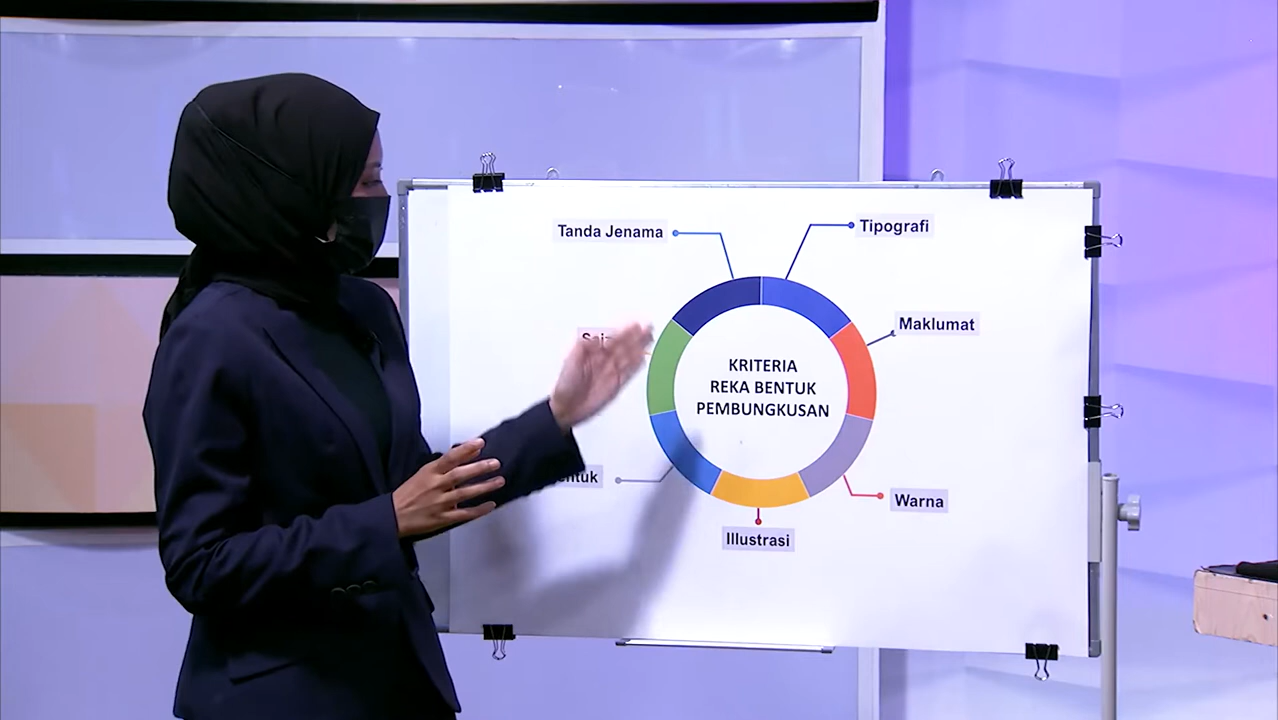 Tanda Jenama
Tipografi
Maklumat
KRITERIA
REKA BENTUK
PEMBUNGKUSAN
Warna
Illustrasi